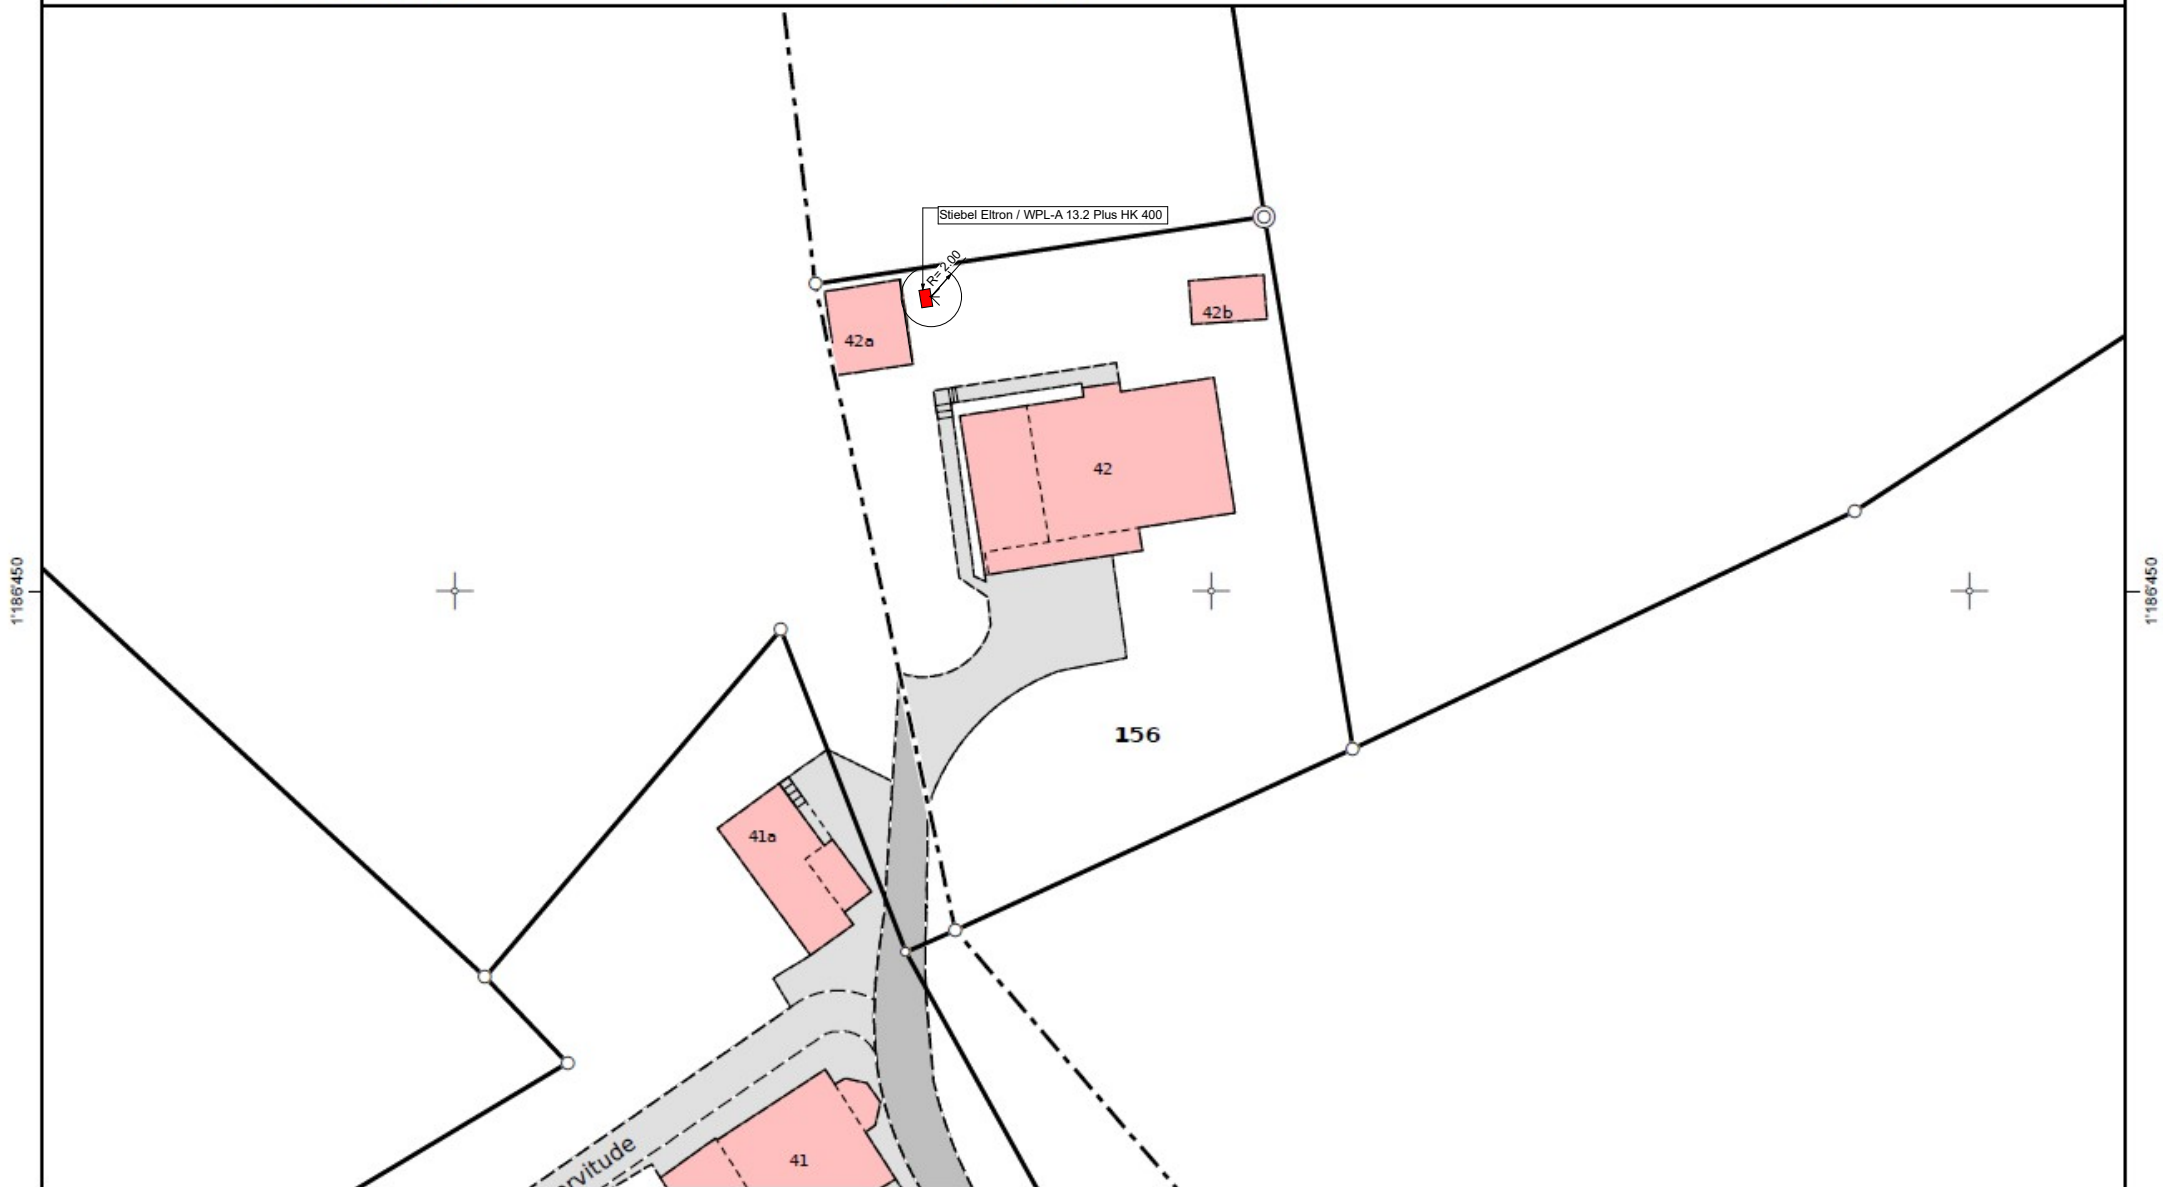 Stiebel Eltron / WPL-A 13.2 Plus HK 400
R= 2.00
42b
42a
42
1'186'450
1'186'450
156
41a
ervitude
41